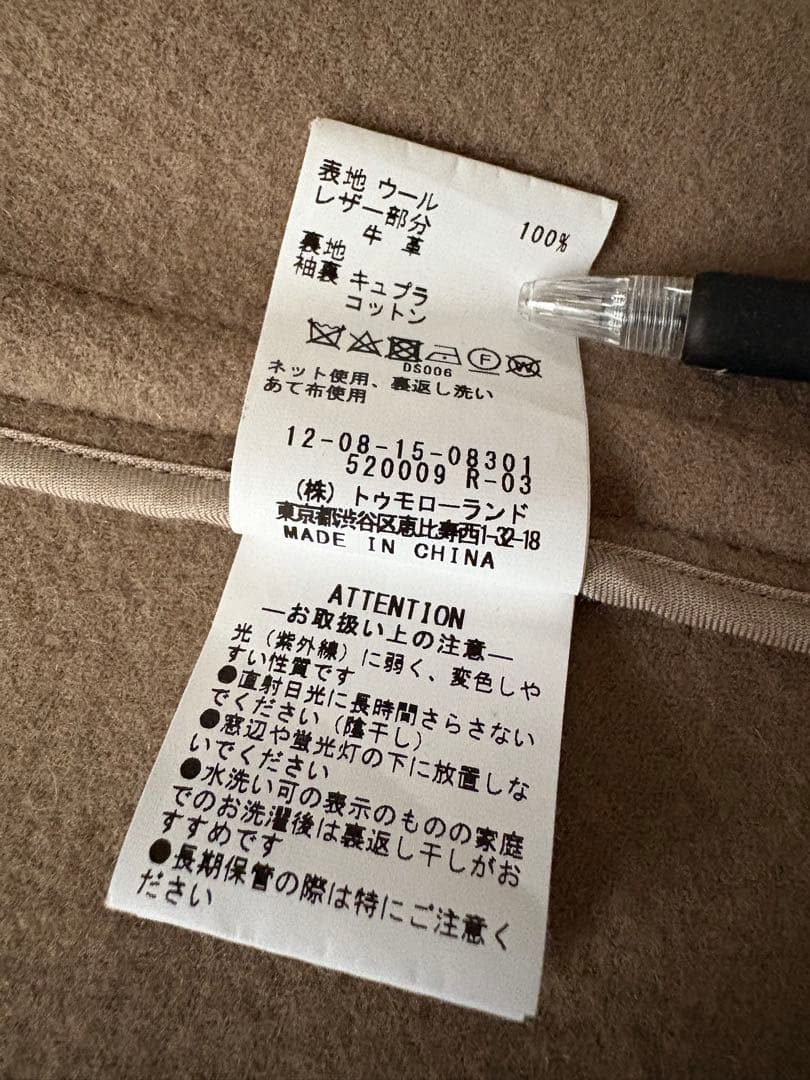 表地 ウール 100%
レザー部分
牛 革
裏地
袖裏 キュプラ
コットン
DS006
ネット使用、裏返し洗い
あて布使用
12-08-15-08301
520009 R-03
(株) トゥモローランド
東京都渋谷区恵比寿西1-32-18
MADE IN CHINA
ATTENTION
―お取扱い上の注意―
光(紫外線)に弱く、変色しや
すい性質です
●直射日光に長時間さらさない
でください(陰干し)
●窓辺や蛍光灯の下に放置しな
いでください
●水洗い可の表示のものの家庭
でのお洗濯後は裏返し干しがお
すすめです
●長期保管の際は特にご注意く
ださい